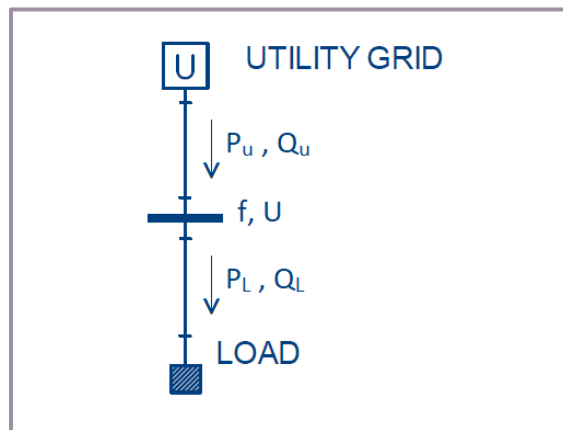 U UTILITY GRID
Pu , Qu
f, U
PL , QL
LOAD